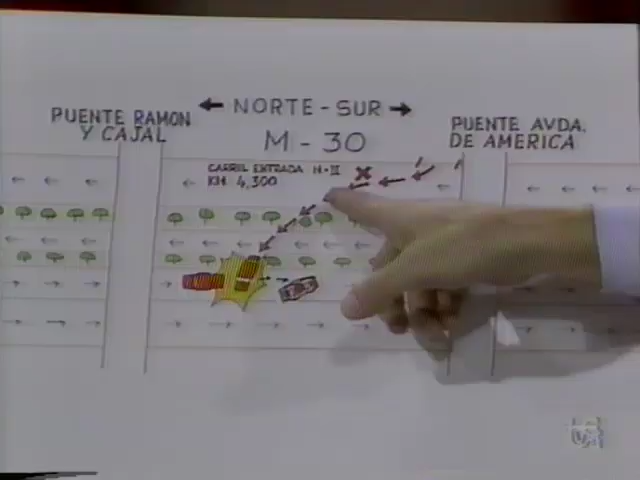 ← NORTE - SUR →
PUENTE RAMON
Y CAJAL
M - 30
PUENTE AVDA.
DE AMERICA
CARRIL ENTRADA N-II
KM 4,300